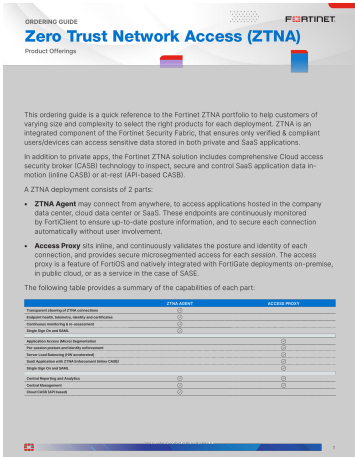 ORDERING GUIDE
FORTINET
Zero Trust Network Access (ZTNA)
Product Offerings
This ordering guide is a quick reference to the Fortinet ZTNA portfolio to help customers of
varying size and complexity to select the right products for each deployment. ZTNA is an
integrated component of the Fortinet Security Fabric, that ensures only verified & compliant
users/devices can access sensitive data stored in both private and SaaS applications.
In addition to private apps, the Fortinet ZTNA solution includes comprehensive Cloud access
security broker (CASB) technology to inspect, secure and control SaaS application data in-
motion (inline CASB) or at-rest (API-based CASB).
A ZTNA deployment consists of 2 parts:
• ZTNA Agent may connect from anywhere, to access applications hosted in the company
data center, cloud data center or SaaS. These endpoints are continuously monitored
by FortiClient to ensure up-to-date posture information, and to secure each connection
automatically without user involvement.
• Access Proxy sits inline, and continuously validates the posture and identity of each
connection, and provides secure microsegmented access for each session. The access
proxy is a feature of FortiOS and natively integrated with FortiGate deployments on-premise,
in public cloud, or as a service in the case of SASE.
The following table provides a summary of the capabilities of each part:
ZTNA AGENT ACCESS PROXY
Transparent steering of ZTNA connections
Endpoint health, telemetry, identity and certificates
Continuous monitoring & re-assessment
Single Sign On and SAML
Application Access (Micro) Segmentation
Per-session posture and identity enforcement
Server Load Balancing (HW accelerated)
SaaS Application with ZTNA Enforcement (inline CASB)
Single Sign On and SAML
Central Reporting and Analytics
Central Management
Cloud CASB (API based)
1